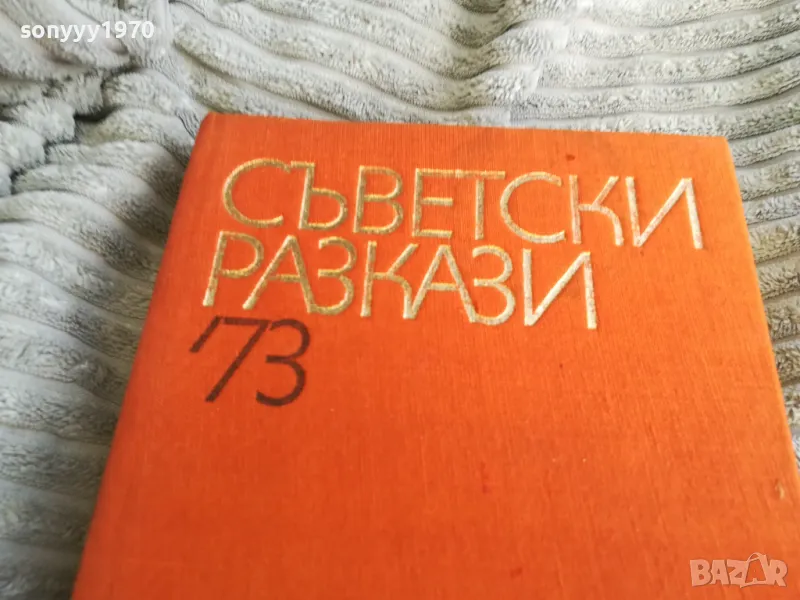 sonyyy1970
СЪВЕТСКИ
РАЗКАЗИ
'73
BAZAR